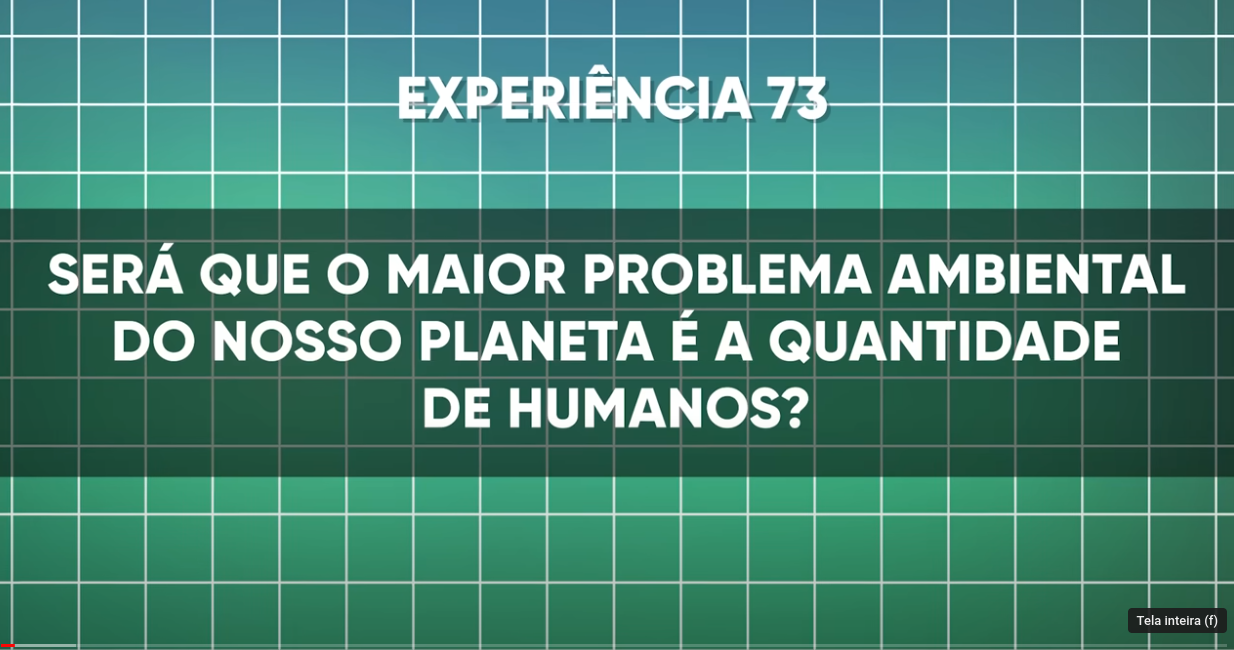 EXPERIÊNCIA 73
SERÁ QUE O MAIOR PROBLEMA AMBIENTAL
DO NOSSO PLANETA É A QUANTIDADE
DE HUMANOS?
Tela inteira (f)